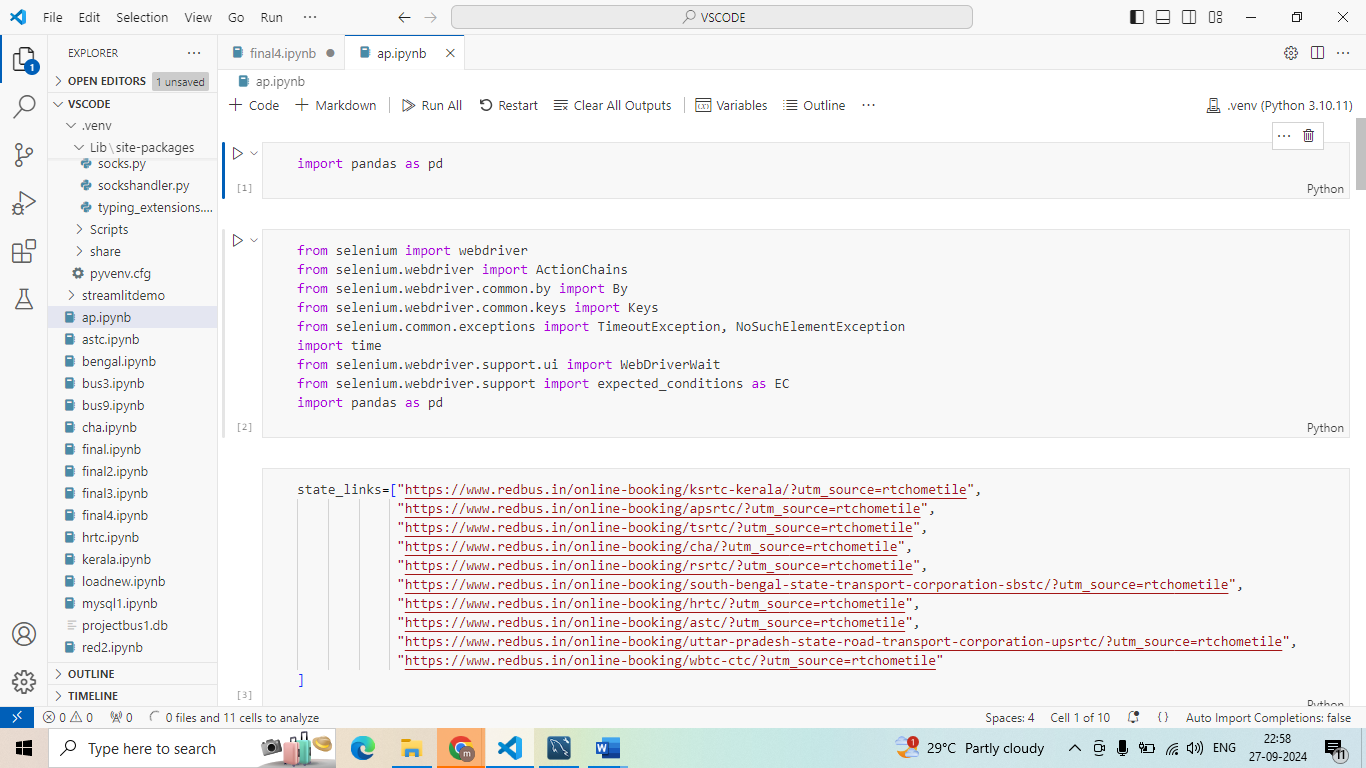 File Edit Selection View Go Run ···
VSCODE
EXPLORER ···
OPEN EDITORS 1 unsaved
VSCODE
.venv
Lib\site-packages
socks.py
sockshandler.py
typing_extensions....
Scripts
share
pyvenv.cfg
streamlitdemo
ap.ipynb
astc.ipynb
bengal.ipynb
bus3.ipynb
bus9.ipynb
cha.ipynb
final.ipynb
final2.ipynb
final3.ipynb
final4.ipynb
hrtc.ipynb
kerala.ipynb
loadnew.ipynb
mysql1.ipynb
projectbus1.db
red2.ipynb
OUTLINE
TIMELINE
1
final4.ipynb
ap.ipynb
ap.ipynb
Code Markdown Run All Restart Clear All Outputs Variables Outline ··· .venv (Python 3.10.11)
import pandas as pd
[1] Python
from selenium import webdriver
from selenium.webdriver import ActionChains
from selenium.webdriver.common.by import By
from selenium.webdriver.common.keys import Keys
from selenium.common.exceptions import TimeoutException, NoSuchElementException
import time
from selenium.webdriver.support.ui import WebDriverWait
from selenium.webdriver.support import expected_conditions as EC
import pandas as pd
[2] Python
state_links=["https://www.redbus.in/online-booking/ksrtc-kerala/?utm_source=rtchometile",
"https://www.redbus.in/online-booking/apsrtc/?utm_source=rtchometile",
"https://www.redbus.in/online-booking/tsrtc/?utm_source=rtchometile",
"https://www.redbus.in/online-booking/cha/?utm_source=rtchometile",
"https://www.redbus.in/online-booking/rsrtc/?utm_source=rtchometile",
"https://www.redbus.in/online-booking/south-bengal-state-transport-corporation-sbstc/?utm_source=rtchometile",
"https://www.redbus.in/online-booking/hrtc/?utm_source=rtchometile",
"https://www.redbus.in/online-booking/astc/?utm_source=rtchometile",
"https://www.redbus.in/online-booking/uttar-pradesh-state-road-transport-corporation-upsrtc/?utm_source=rtchometile",
"https://www.redbus.in/online-booking/wbtc-ctc/?utm_source=rtchometile"
]
[3] Python
0 0 0 0 files and 11 cells to analyze Spaces: 4 Cell 1 of 10 {} Auto Import Completions: false
Type here to search m W 1 29°C Partly cloudy ENG 22:58
27-09-2024 11